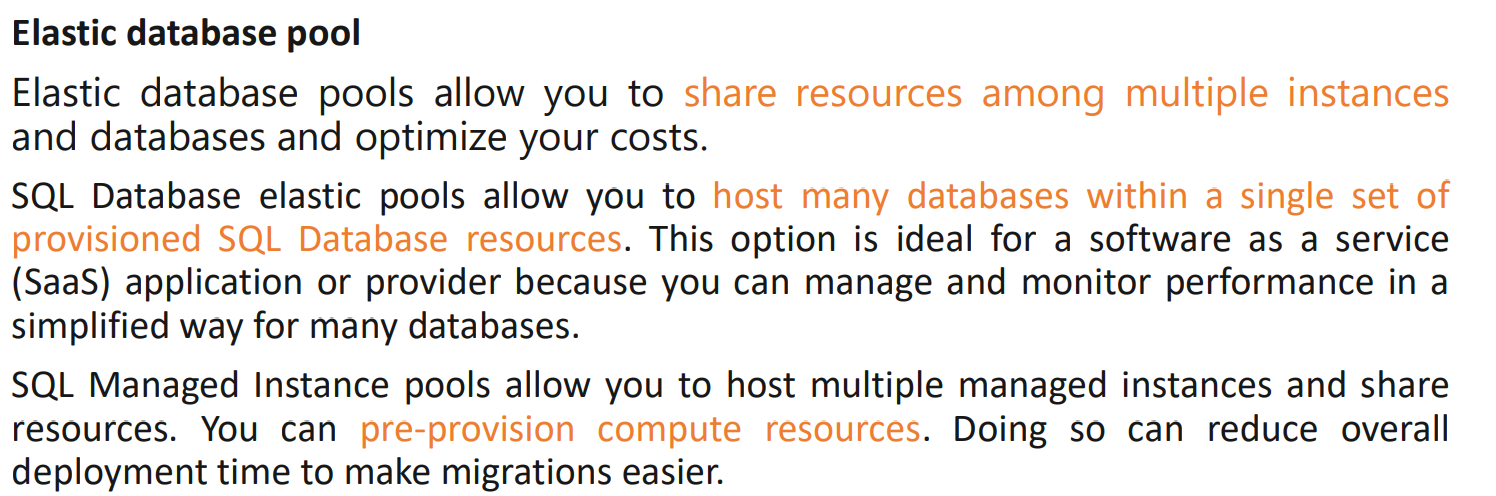 Elastic database pool
Elastic database pools allow you to share resources among multiple instances
and databases and optimize your costs.
SQL Database elastic pools allow you to host many databases within a single set of
provisioned SQL Database resources. This option is ideal for a software as a service
(SaaS) application or provider because you can manage and monitor performance in a
simplified way for many databases.
SQL Managed Instance pools allow you to host multiple managed instances and share
resources. You can pre-provision compute resources. Doing so can reduce overall
deployment time to make migrations easier.